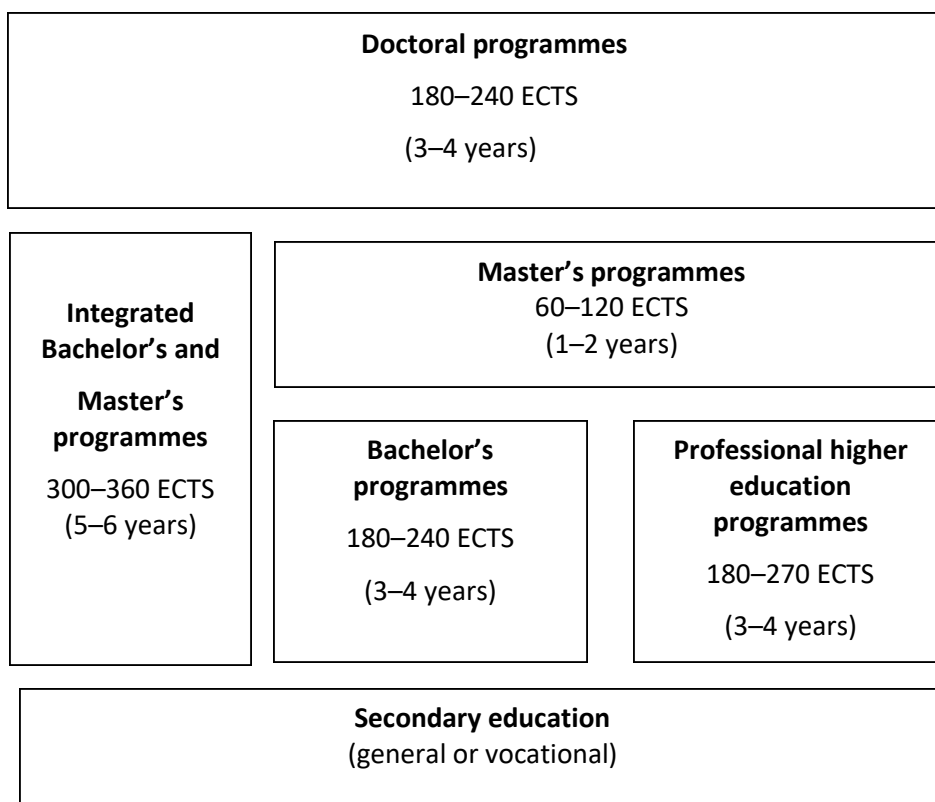 Doctoral programmes
180–240 ECTS
(3–4 years)
Integrated
Bachelor’s and
Master’s
programmes
300–360 ECTS
(5–6 years)
Master’s programmes
60–120 ECTS
(1–2 years)
Bachelor’s
programmes
180–240 ECTS
(3–4 years)
Professional higher
education
programmes
180–270 ECTS
(3–4 years)
Secondary education
(general or vocational)